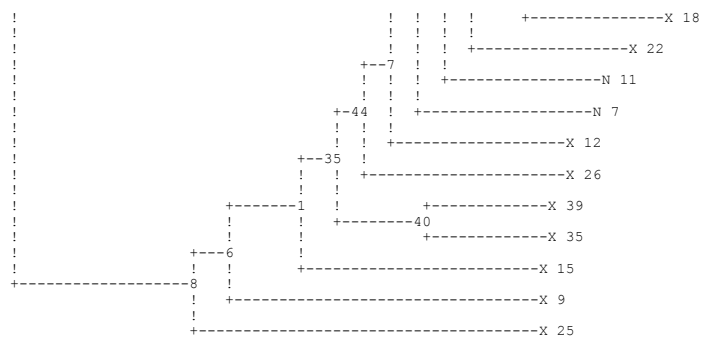 ! ! ! ! ! +---------------X 18
! ! ! ! !
! ! ! ! +-----------------X 22
! +--7 ! !
! ! ! ! +-----------------N 11
! ! ! !
! +-44 ! +-------------------N 7
! ! ! !
! ! ! +-------------------X 12
! +--35 !
! ! ! +----------------------X 26
! ! !
! +-------1 ! +-------------X 39
! ! ! +--------40
! ! ! +-------------X 35
! +---6 !
! ! ! +--------------------------X 15
+-------------------8 !
! +----------------------------------X 9
!
+--------------------------------------X 25